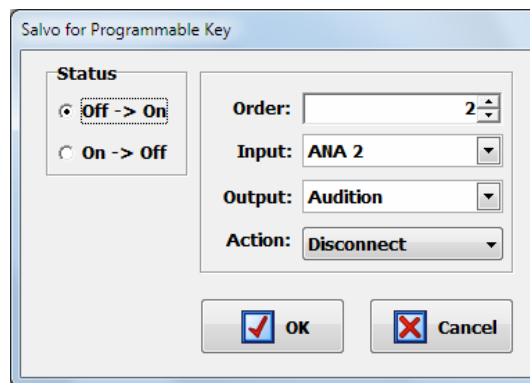 Salvo for Programmable Key
Status
Off -> On
On -> Off
Order: 2
Input: ANA 2
Output: Audition
Action: Disconnect
OK
Cancel